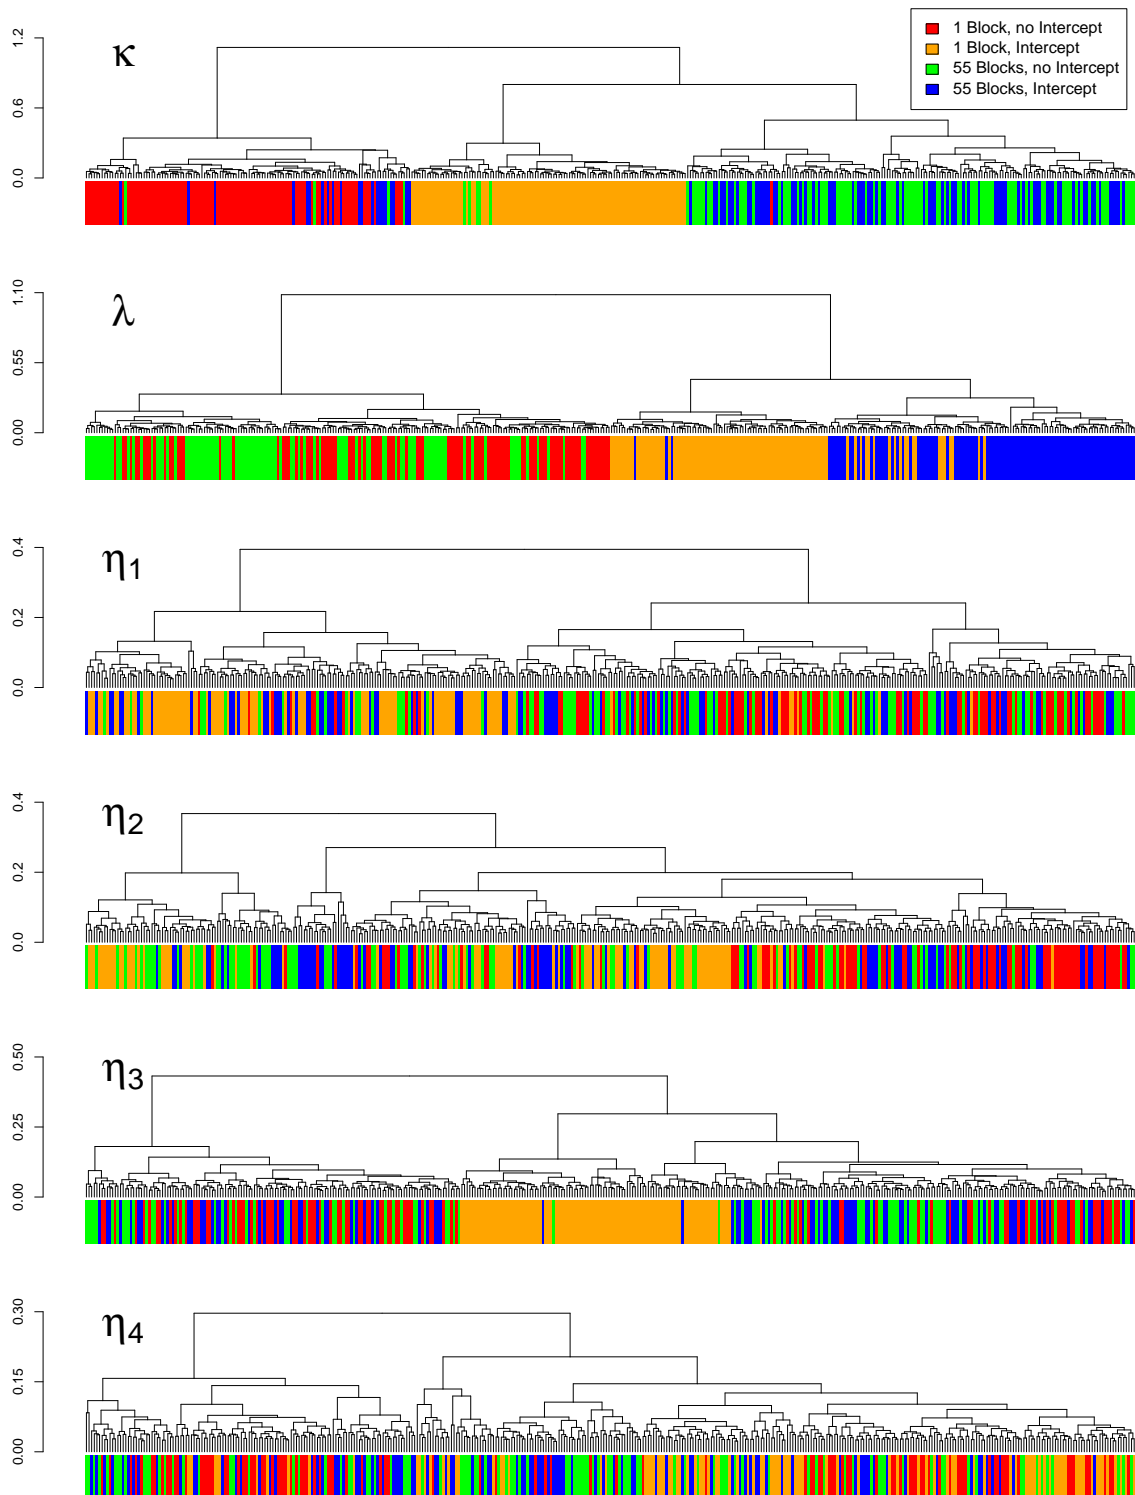 κ
1.2
0.6
0.0
1 Block, no Intercept
1 Block, Intercept
55 Blocks, no Intercept
55 Blocks, Intercept
λ
1.10
0.55
0.00
η1
0.4
0.2
0.0
η2
0.4
0.2
0.0
η3
0.50
0.25
0.00
η4
0.30
0.15
0.00